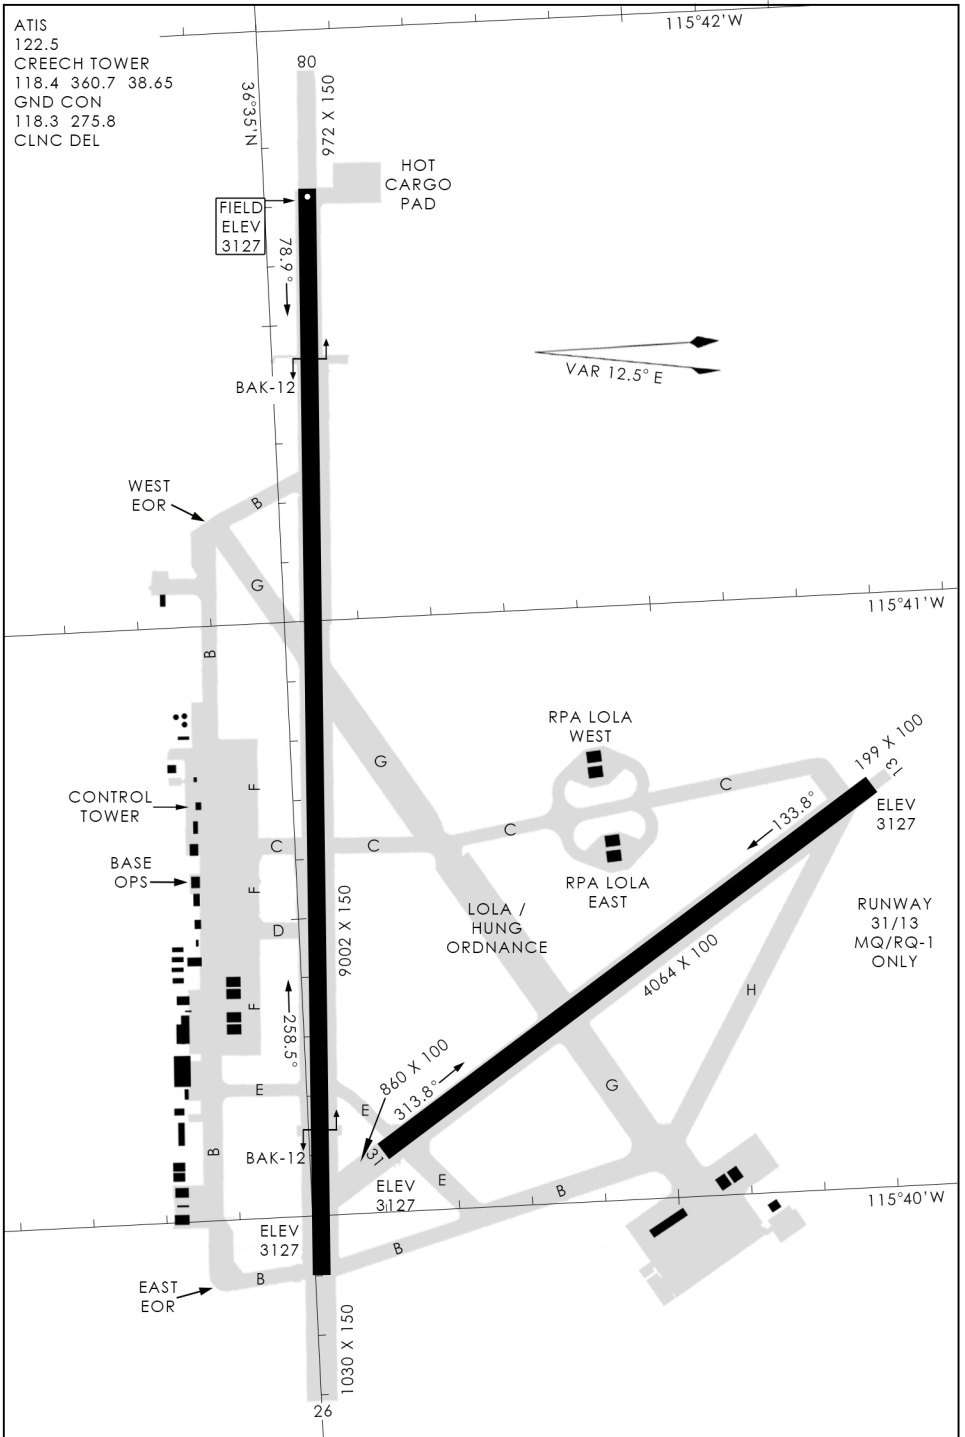 ATIS
122.5
CREECH TOWER
118.4 360.7 38.65
GND CON
118.3 275.8
CLNC DEL
115°42'W
36°35'N
80
972 X 150
HOT
CARGO
PAD
FIELD
ELEV
3127
78.9°
VAR 12.5° E
BAK-12
WEST
EOR
B
G
115°41'W
B
RPA LOLA
WEST
199 X 100
13
G
C
F
ELEV
3127
CONTROL
TOWER
133.8°
C
C
C
BASE
OPS
F
RPA LOLA
EAST
RUNWAY
31/13
MQ/RQ-1
ONLY
LOLA /
HUNG
ORDNANCE
D
9002 X 150
4064 X 100
H
F
258.5°
860 X 100
313.8°
E
E
G
B
BAK-12
31
E
B
ELEV
3127
115°40'W
ELEV
3127
B
B
EAST
EOR
1030 X 150
26